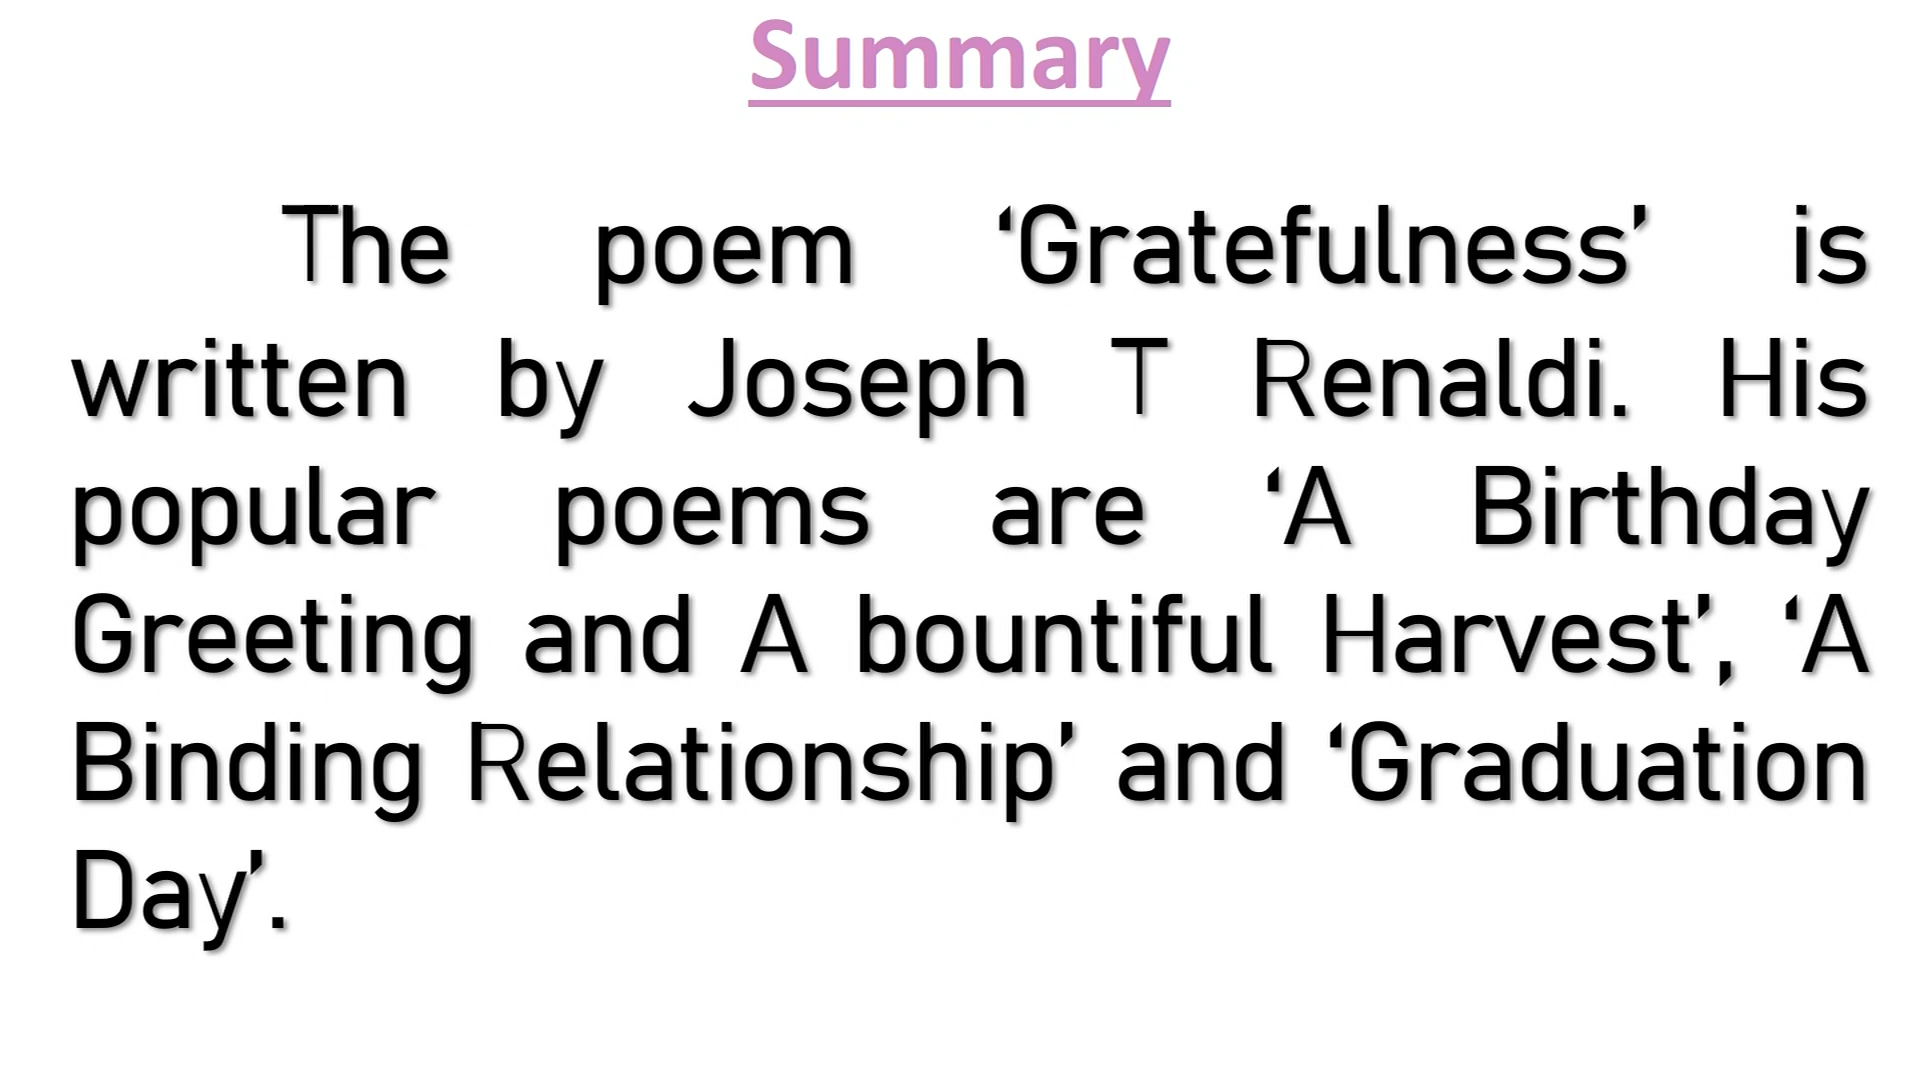 Summary
The poem ‘Gratefulness’ is
written by Joseph T Renaldi. His
popular poems are ‘A Birthday
Greeting and A bountiful Harvest’, ‘A
Binding Relationship’ and ‘Graduation
Day’.